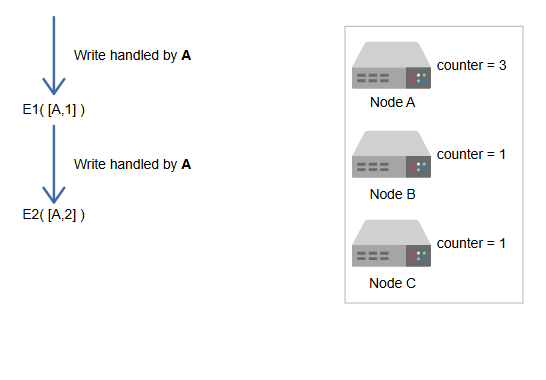 Write handled by A
E1( [A,1] )
Write handled by A
E2( [A,2] )
counter = 3
Node A
counter = 1
Node B
counter = 1
Node C